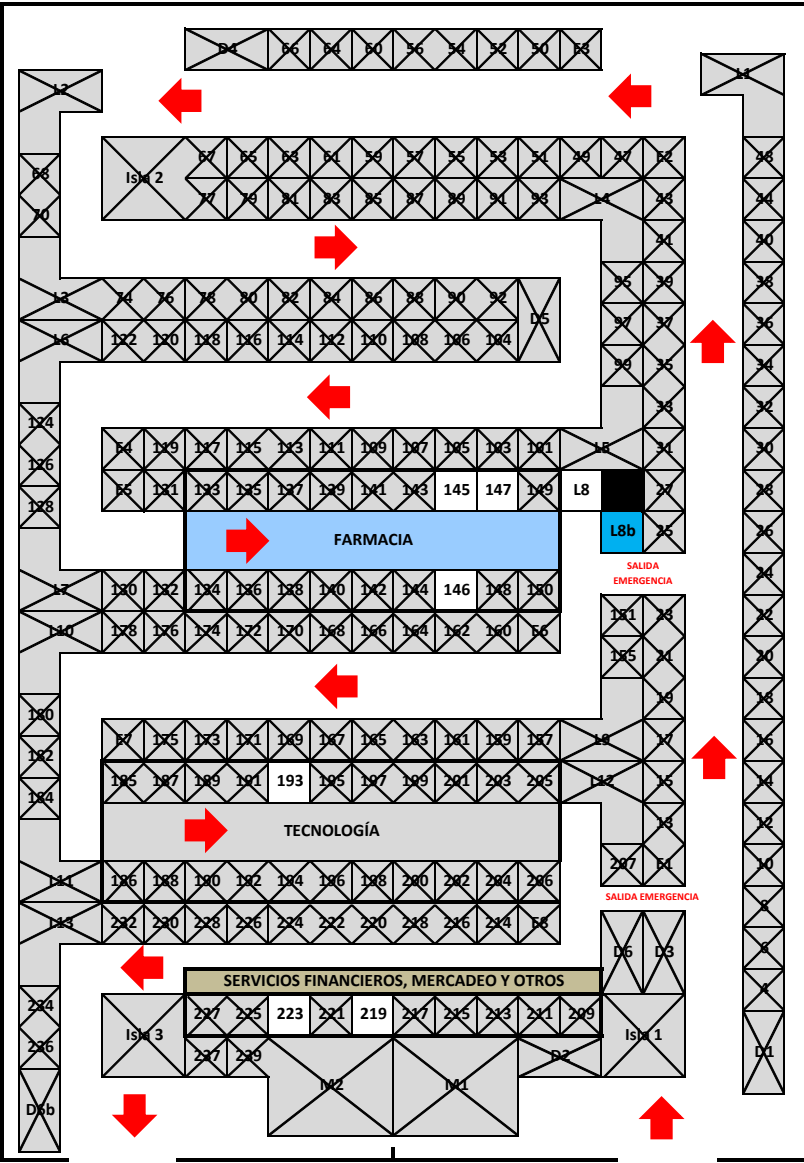 D4 66 64 60 56 54 52 50 E3
L1
L2
67 65 63 61 59 57 55 53 51 49 47 E2 48
68 Isla 2
77 79 81 83 85 87 89 91 93 L4 43 44
70
41 40
L3 74 76 78 80 82 84 86 88 90 92 95 39 38
D5
L6 122 120 118 116 114 112 110 108 106 104 97 37 36
99 35 34
124 33 32
126 E4 119 117 115 113 111 109 107 105 103 101 L5 31 30
128 E5 131 133 135 137 139 141 143 145 147 149 L8 27 28
FARMACIA L8b 25 26
SALIDA
EMERGENCIA
24
L7 130 132 134 136 138 140 142 144 146 148 150
151 23 22
L10 178 176 174 172 170 168 166 164 162 160 E6 155 21 20
180 19 18
182 E7 175 173 171 169 167 165 163 161 159 157 L9 17 16
184 185 187 189 191 193 195 197 199 201 203 205 L12 15 14
TECNOLOGÍA 13 12
L11 186 188 190 192 194 196 198 200 202 204 206 207 E1 10
SALIDA EMERGENCIA
8
L13 232 230 228 226 224 222 220 218 216 214 E8
D6 D3 6
SERVICIOS FINANCIEROS, MERCADEO Y OTROS
4
234 227 225 223 221 219 217 215 213 211 209
Isla 3 Isla 1
236 237 239 D2 D1
M2 M1
D5b